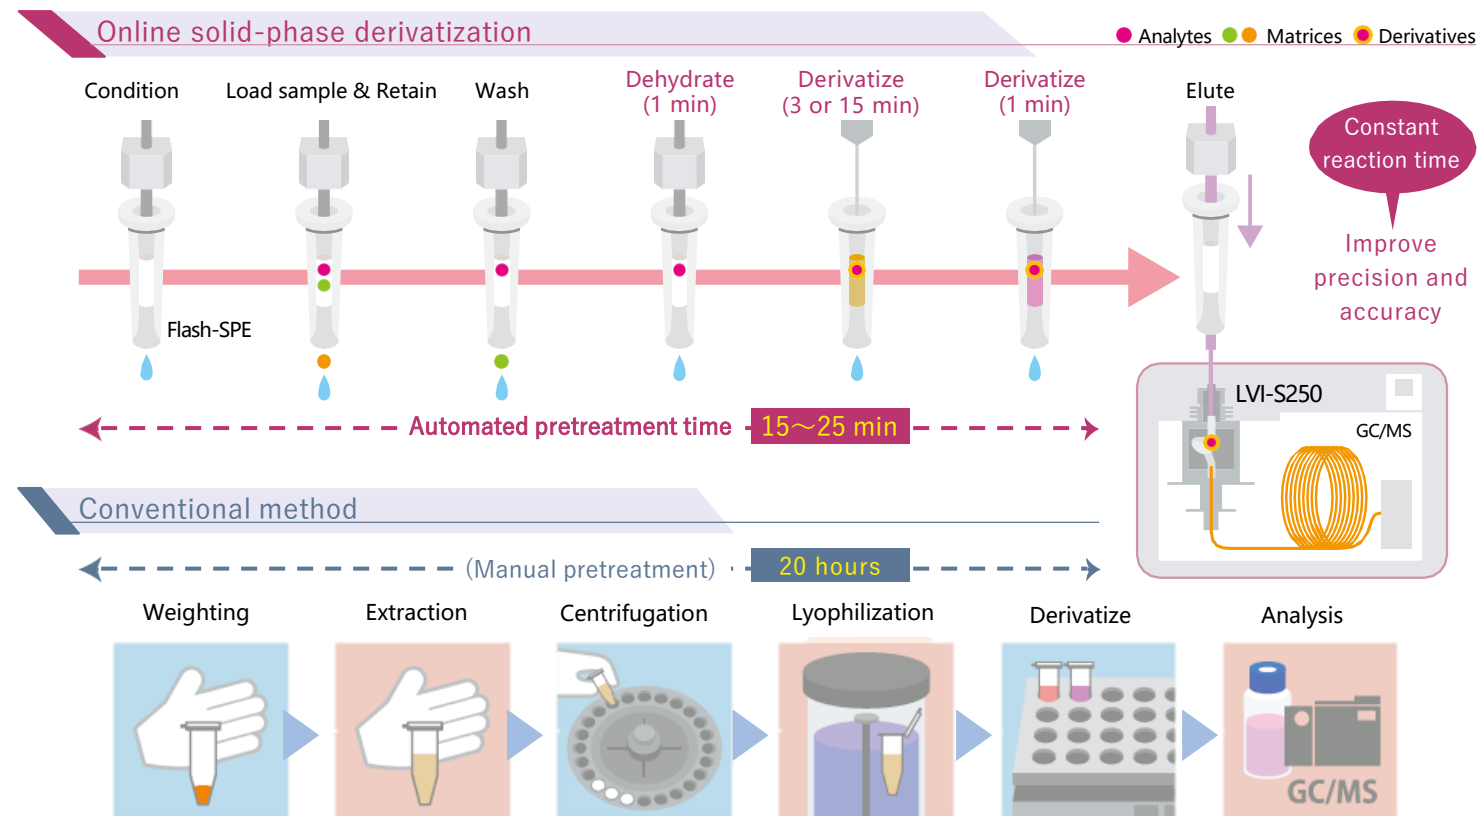 Online solid-phase derivatization
Analytes
Matrices
Derivatives
Condition
Load sample & Retain
Wash
Dehydrate
(1 min)
Derivatize
(3 or 15 min)
Derivatize
(1 min)
Elute
Constant
reaction time
Improve
precision and
accuracy
Flash-SPE
Automated pretreatment time
15～25 min
LVI-S250
GC/MS
Conventional method
(Manual pretreatment)
20 hours
Weighting
Extraction
Centrifugation
Lyophilization
Derivatize
Analysis
GC/MS